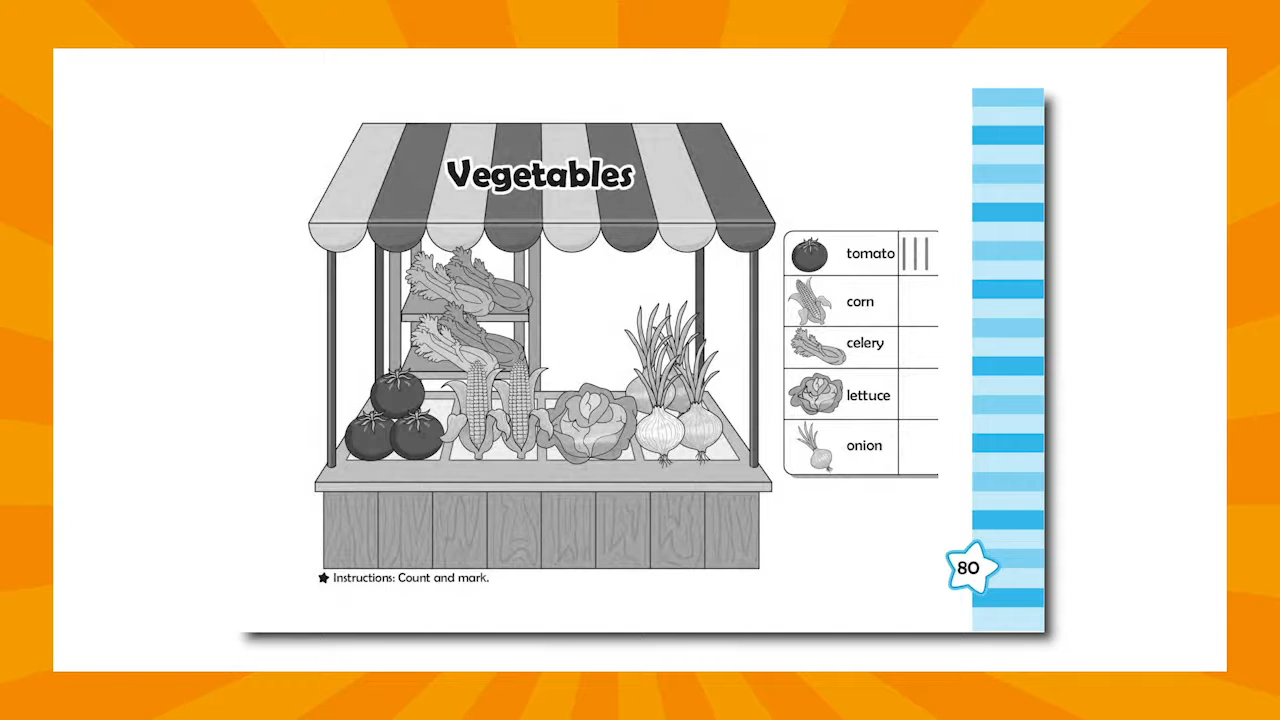 Vegetables
tomato
corn
celery
lettuce
onion
80
Instructions: Count and mark.